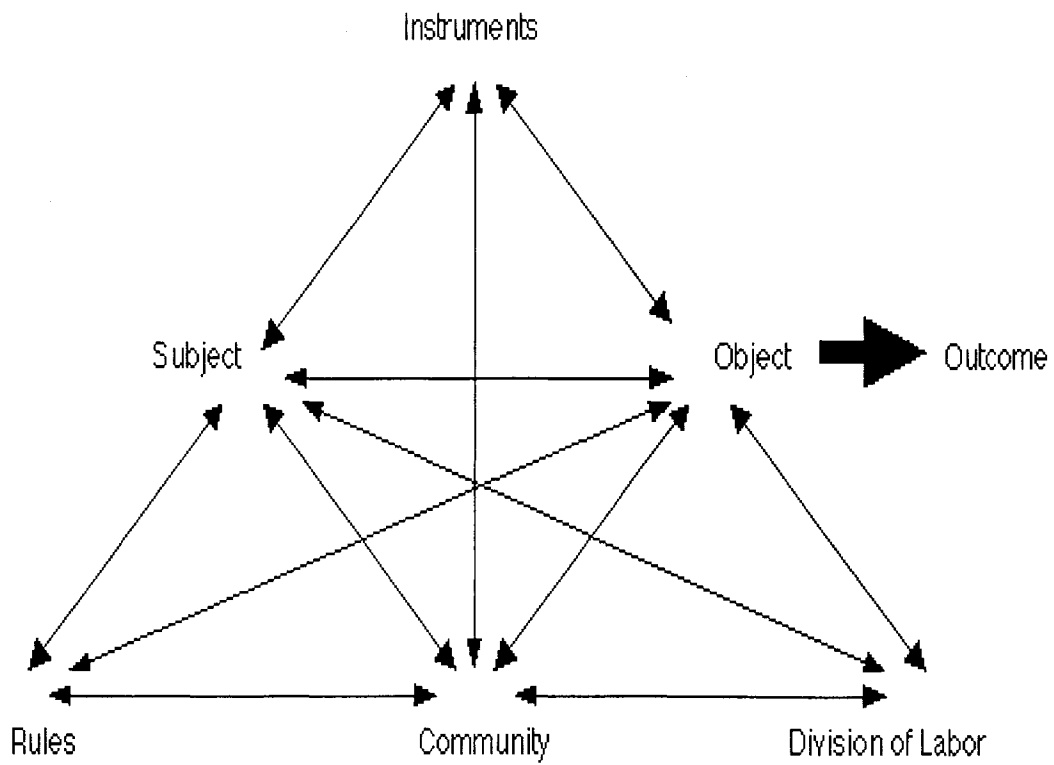 Instruments
Subject
Object
Outcome
Rules
Community
Division of Labor